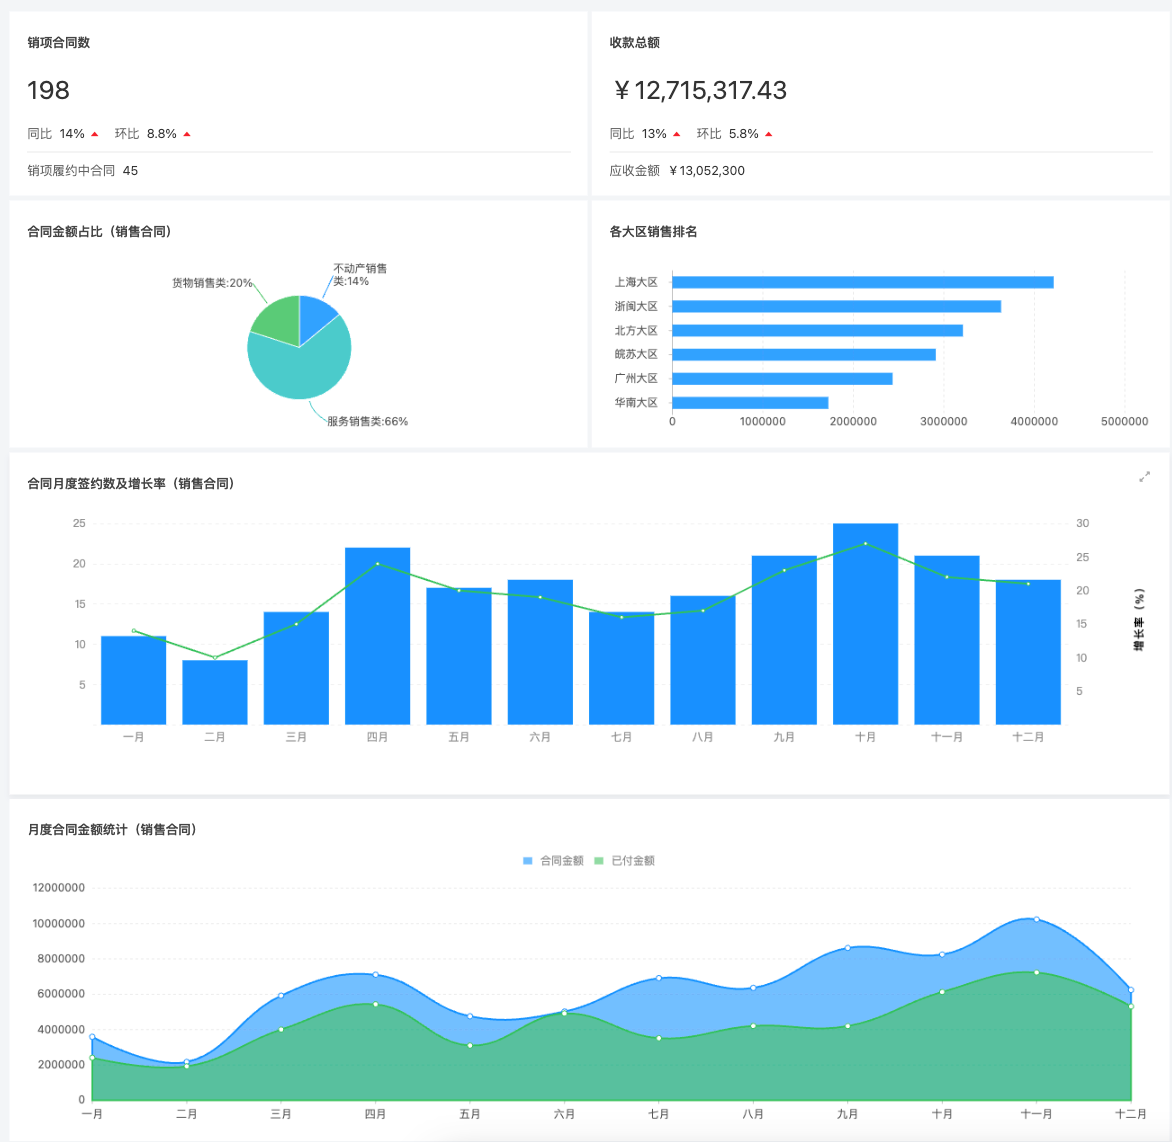 销项合同数
198
同比 14% 环比 8.8%
销项履约中合同 45
收款总额
￥12,715,317.43
同比 13% 环比 5.8%
应收金额 ￥13,052,300
合同金额占比（销售合同）
不动产销售
类:14%
货物销售类:20%
服务销售类:66%
各大区销售排名
上海大区
浙闽大区
北方大区
皖苏大区
广州大区
华南大区
0 1000000 2000000 3000000 4000000 5000000
合同月度签约数及增长率（销售合同）
25
20
15
10
5
30
25
20
15
10
5
增长率（%）
一月 二月 三月 四月 五月 六月 七月 八月 九月 十月 十一月 十二月
月度合同金额统计（销售合同）
合同金额 已付金额
12000000
10000000
8000000
6000000
4000000
2000000
0
一月 二月 三月 四月 五月 六月 七月 八月 九月 十月 十一月 十二月